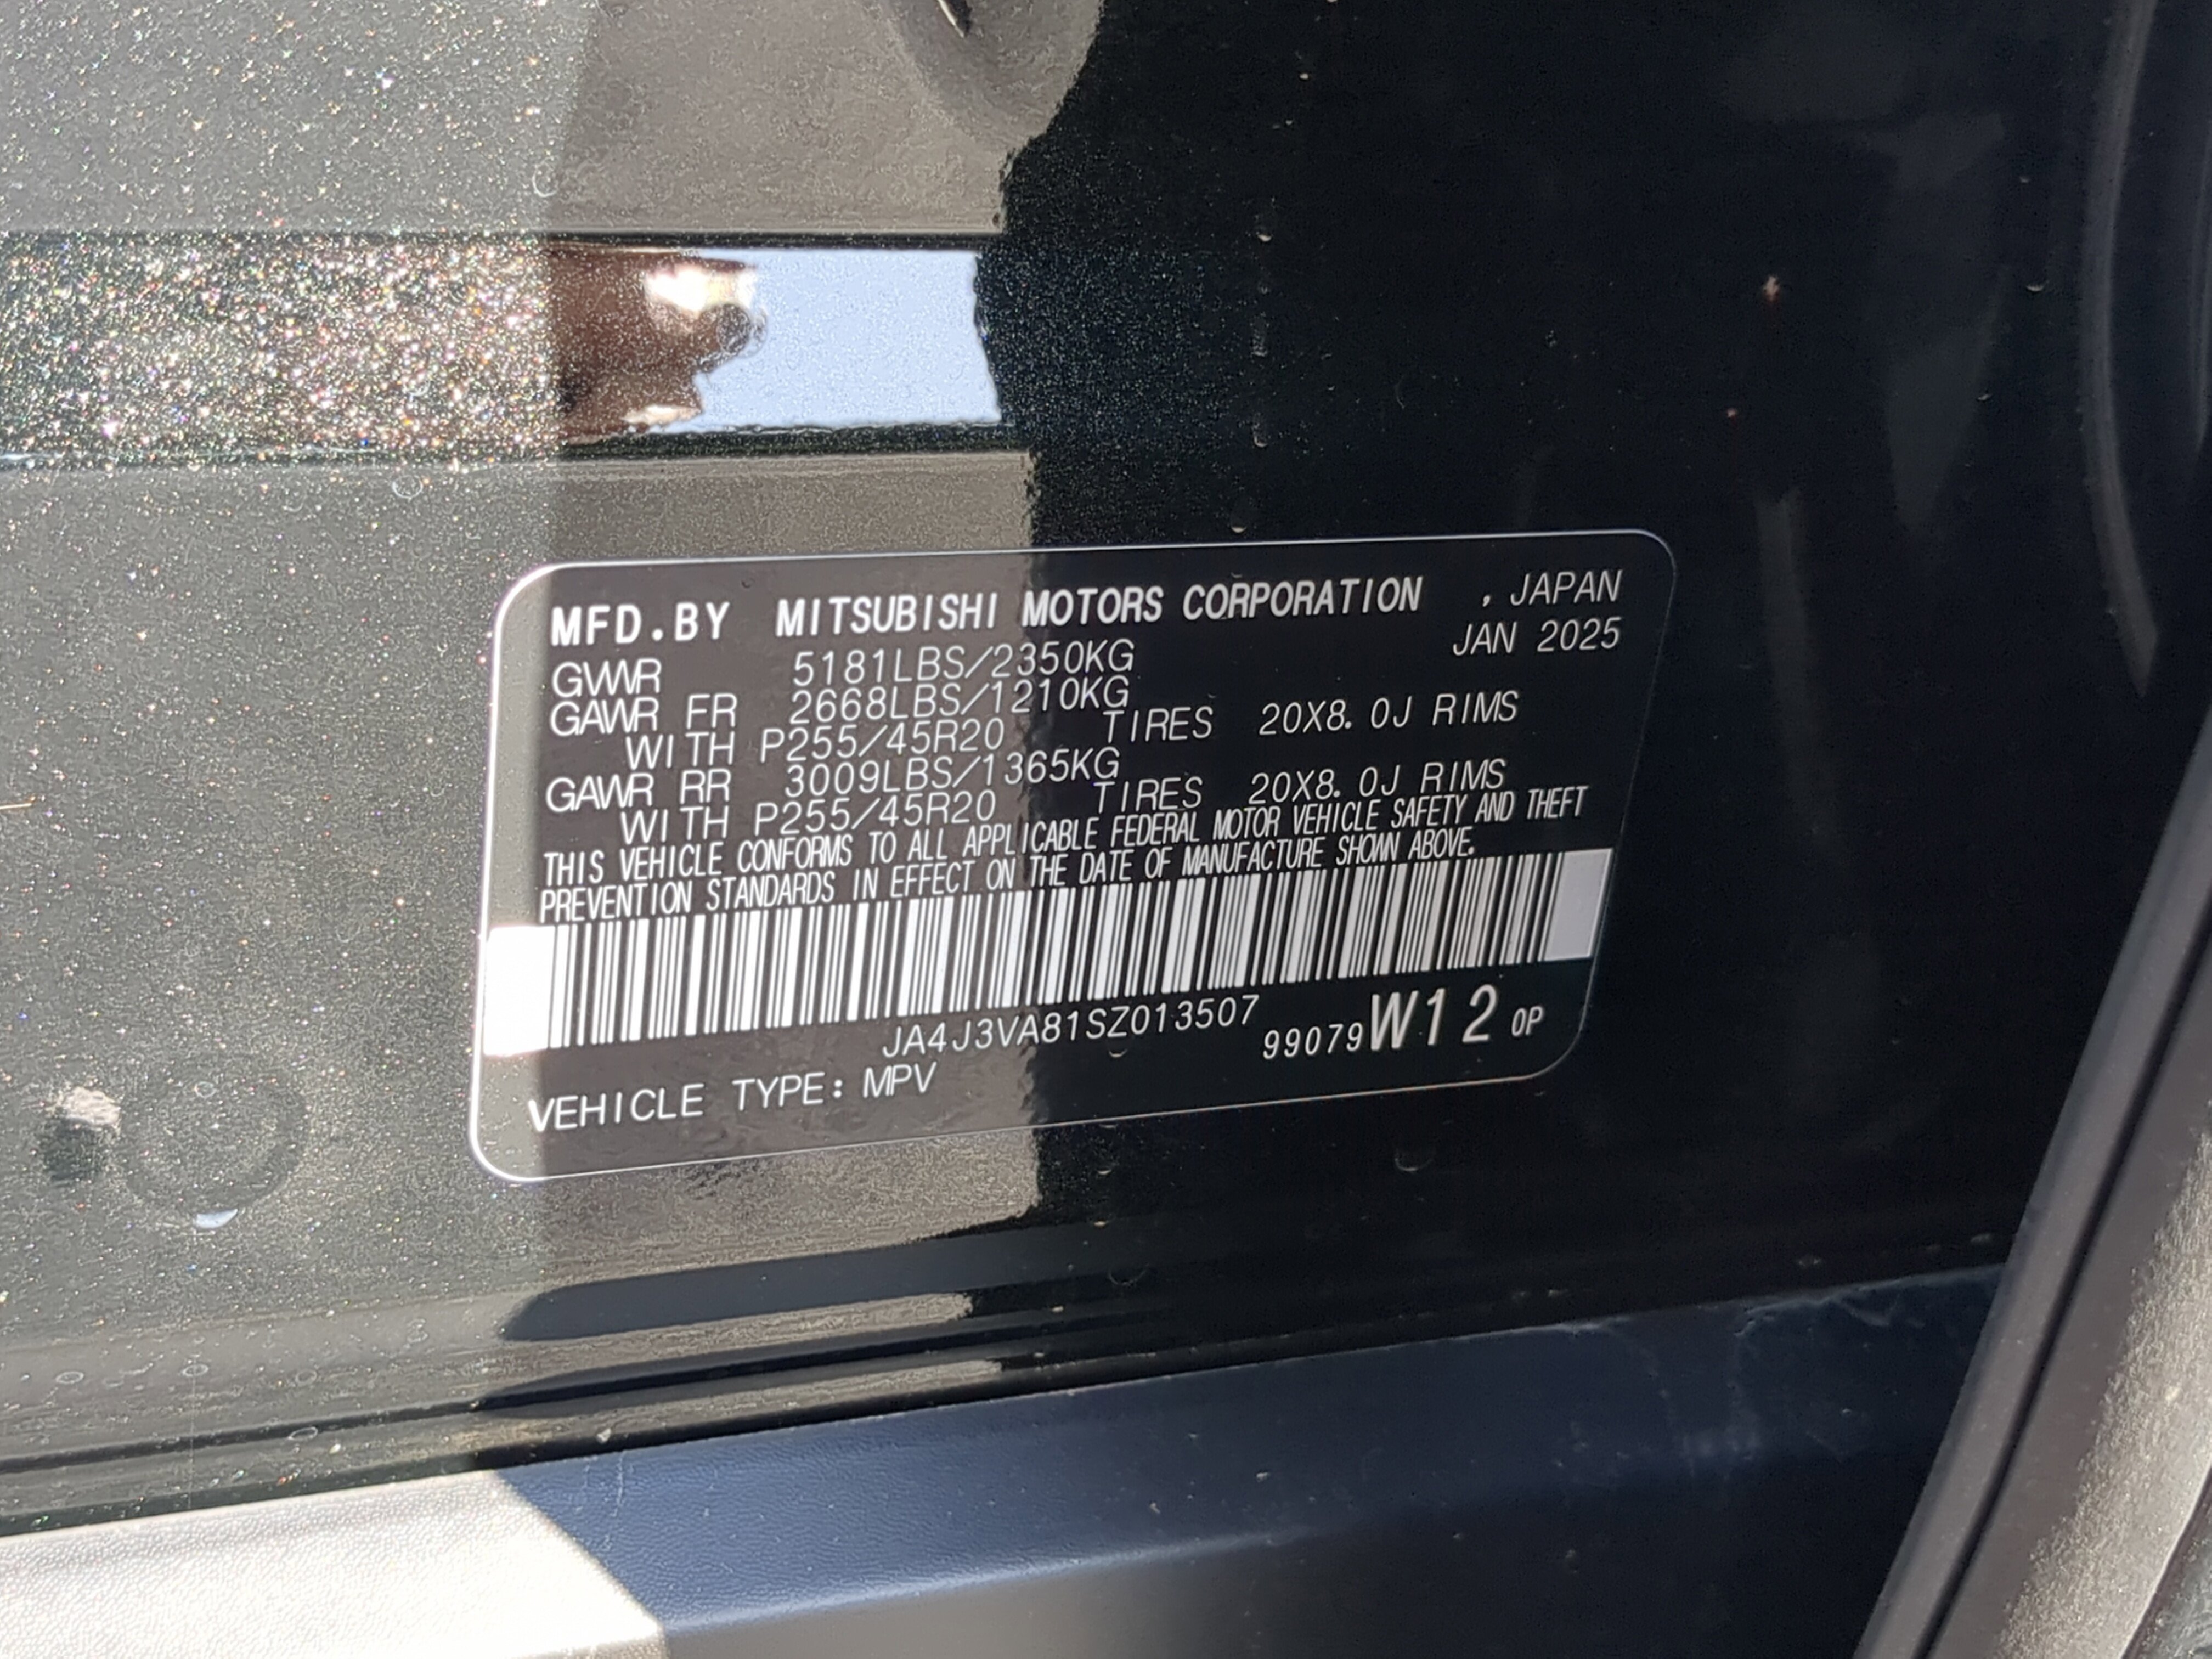 MFD.BY MITSUBISHI MOTORS CORPORATION , JAPAN
JAN 2025
GVWR 5181LBS/2350KG
GAWR FR 2668LBS/1210KG
WITH P255/45R20 TIRES 20X8.0J RIMS
GAWR RR 3009LBS/1365KG
WITH P255/45R20 TIRES 20X8.0J RIMS
THIS VEHICLE CONFORMS TO ALL APPLICABLE FEDERAL MOTOR VEHICLE SAFETY AND THEFT
PREVENTION STANDARDS IN EFFECT ON THE DATE OF MANUFACTURE SHOWN ABOVE.
JA4J3VA81SZ013507
99079W12 0P
VEHICLE TYPE: MPV